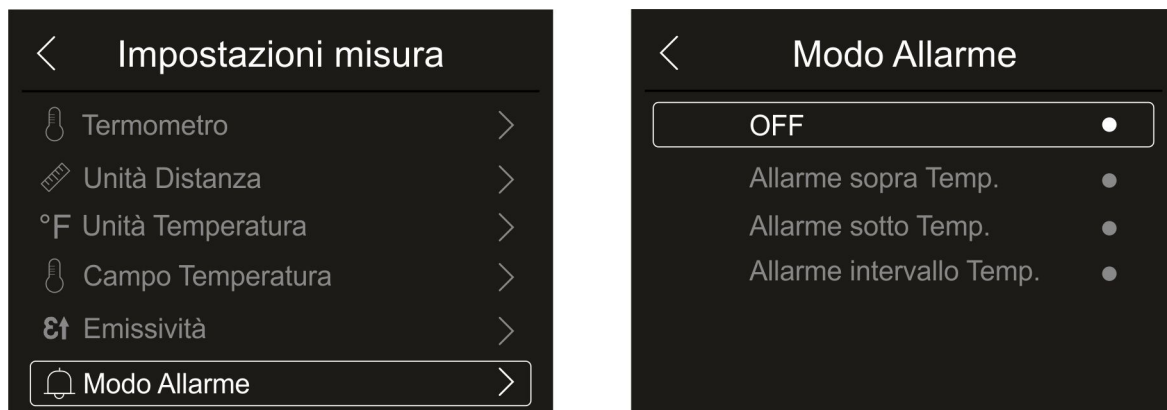 Impostazioni misura
Termometro
Unità Distanza
°F Unità Temperatura
Campo Temperatura
Ɛ Emissività
Modo Allarme
Modo Allarme
OFF
Allarme sopra Temp.
Allarme sotto Temp.
Allarme intervallo Temp.